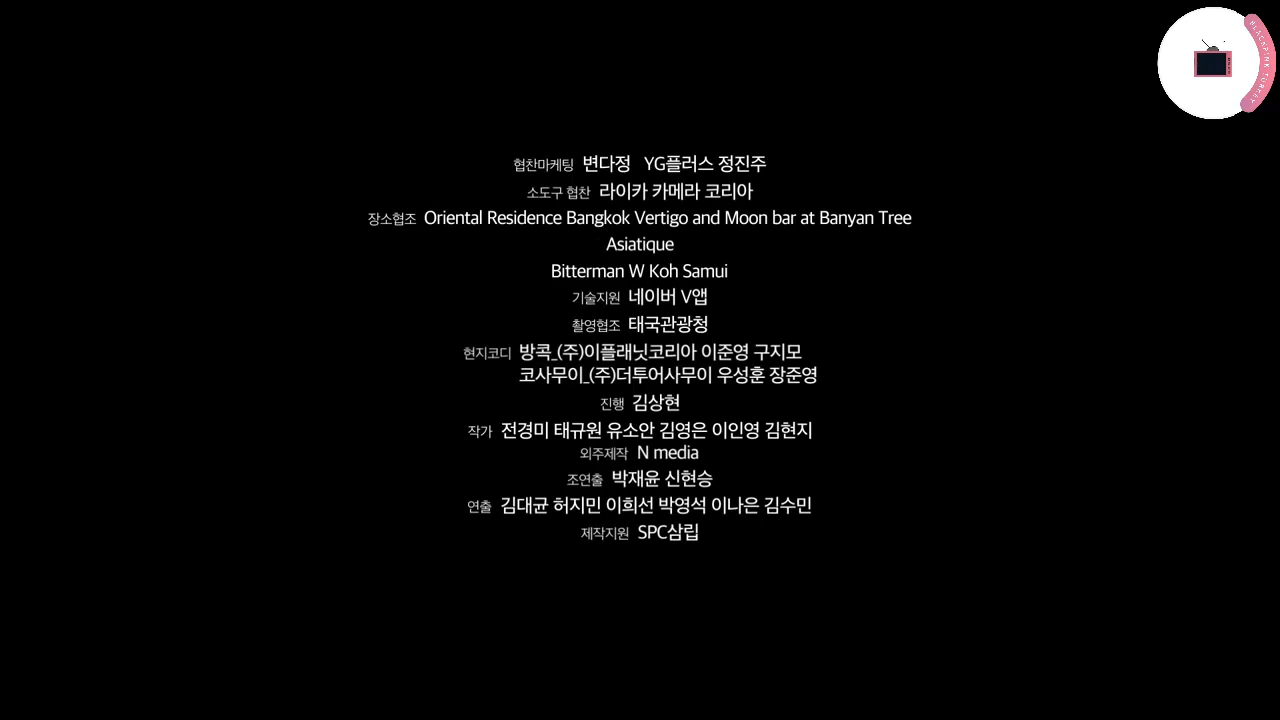 BLACKPINK TURKEY
협찬마케팅 변다정 YG플러스 정진주
소도구 협찬 라이카 카메라 코리아
장소협조 Oriental Residence Bangkok Vertigo and Moon bar at Banyan Tree
Asiatique
Bitterman W Koh Samui
기술지원 네이버 V앱
촬영협조 태국관광청
현지코디 방콕_(주)이플래닛코리아 이준영 구지모
코사무이_(주)더투어사무이 우성훈 장준영
진행 김상현
작가 전경미 태규원 유소안 김영은 이인영 김현지
외주제작 N media
조연출 박재윤 신현승
연출 김대균 허지민 이희선 박영석 이나은 김수민
제작지원 SPC삼립